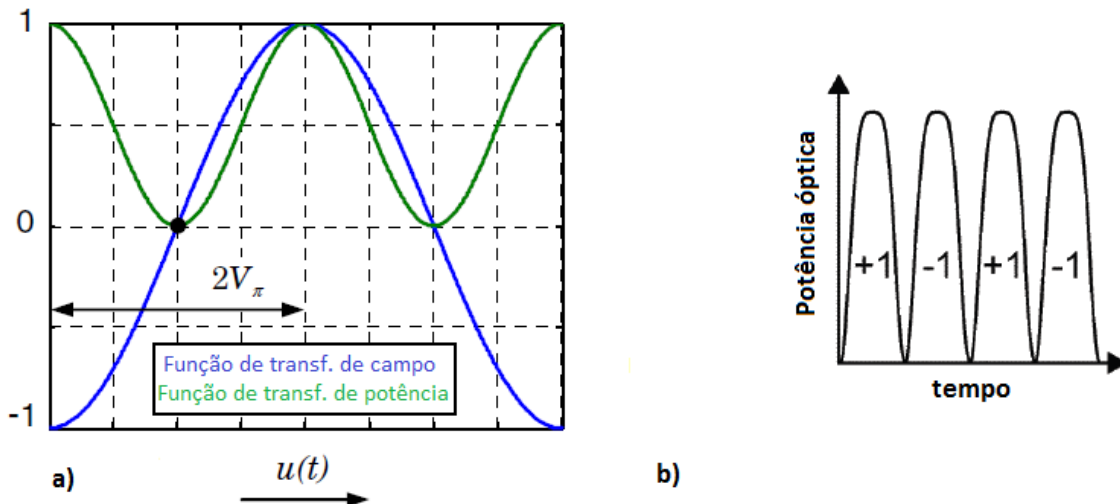 1
0
-1
2Vπ
Função de transf. de campo
Função de transf. de potência
a)
u(t)
b)
Potência óptica
+1 -1 +1 -1
tempo